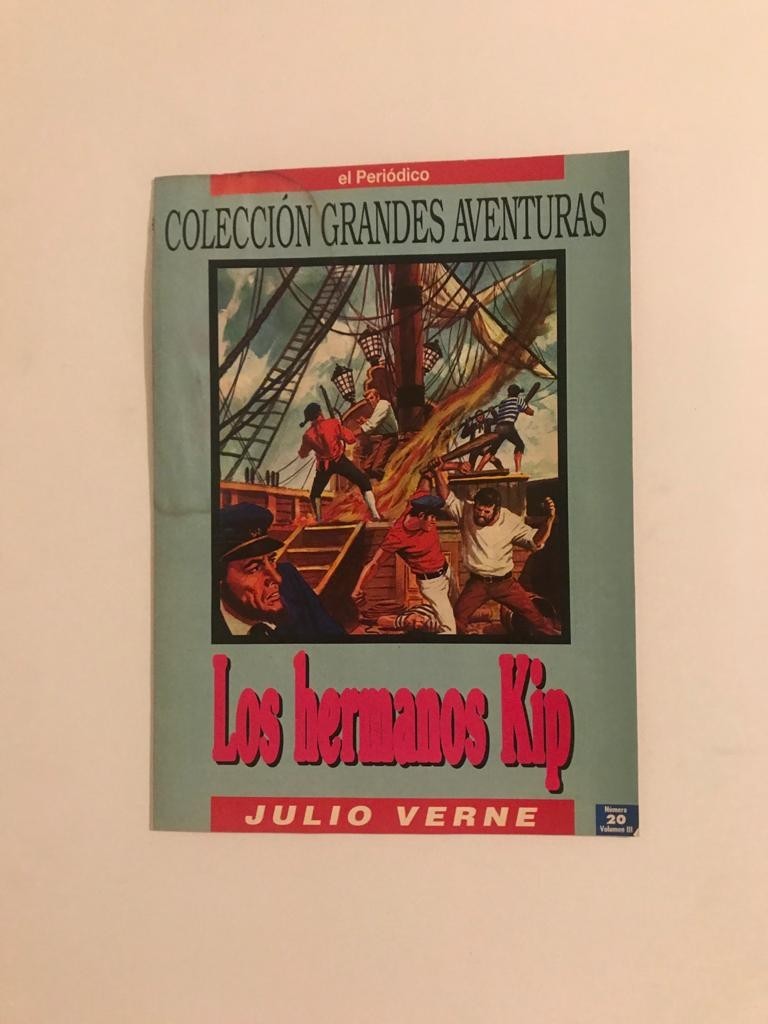 el Periódico
COLECCIÓN GRANDES AVENTURAS
Los hermanos Kip
JULIO VERNE
Número
20
Volumen III